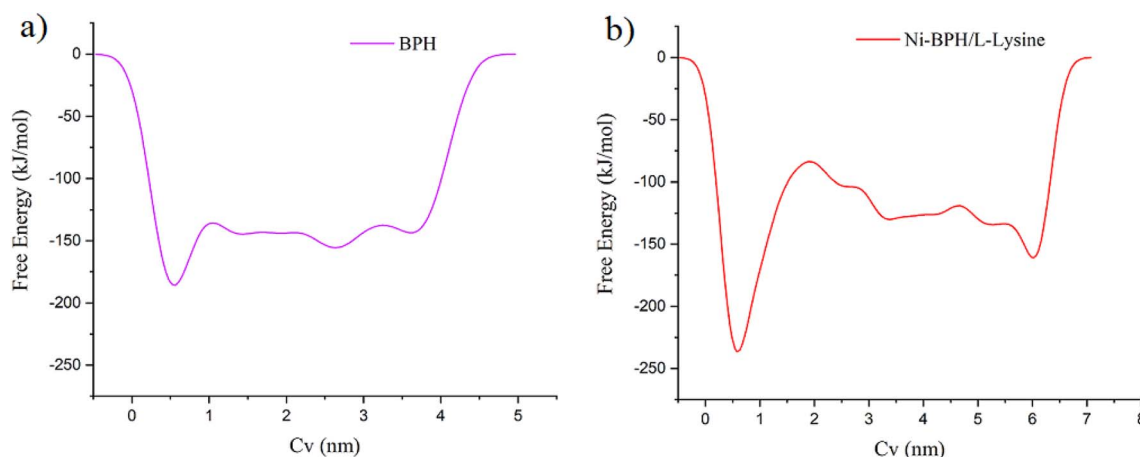 a)
BPH
0
-50
-100
-150
-200
-250
Free Energy (kJ/mol)
0 1 2 3 4 5
Cv (nm)
b)
Ni-BPH/L-Lysine
0
-50
-100
-150
-200
-250
Free Energy (kJ/mol)
0 1 2 3 4 5 6 7 8
Cv (nm)